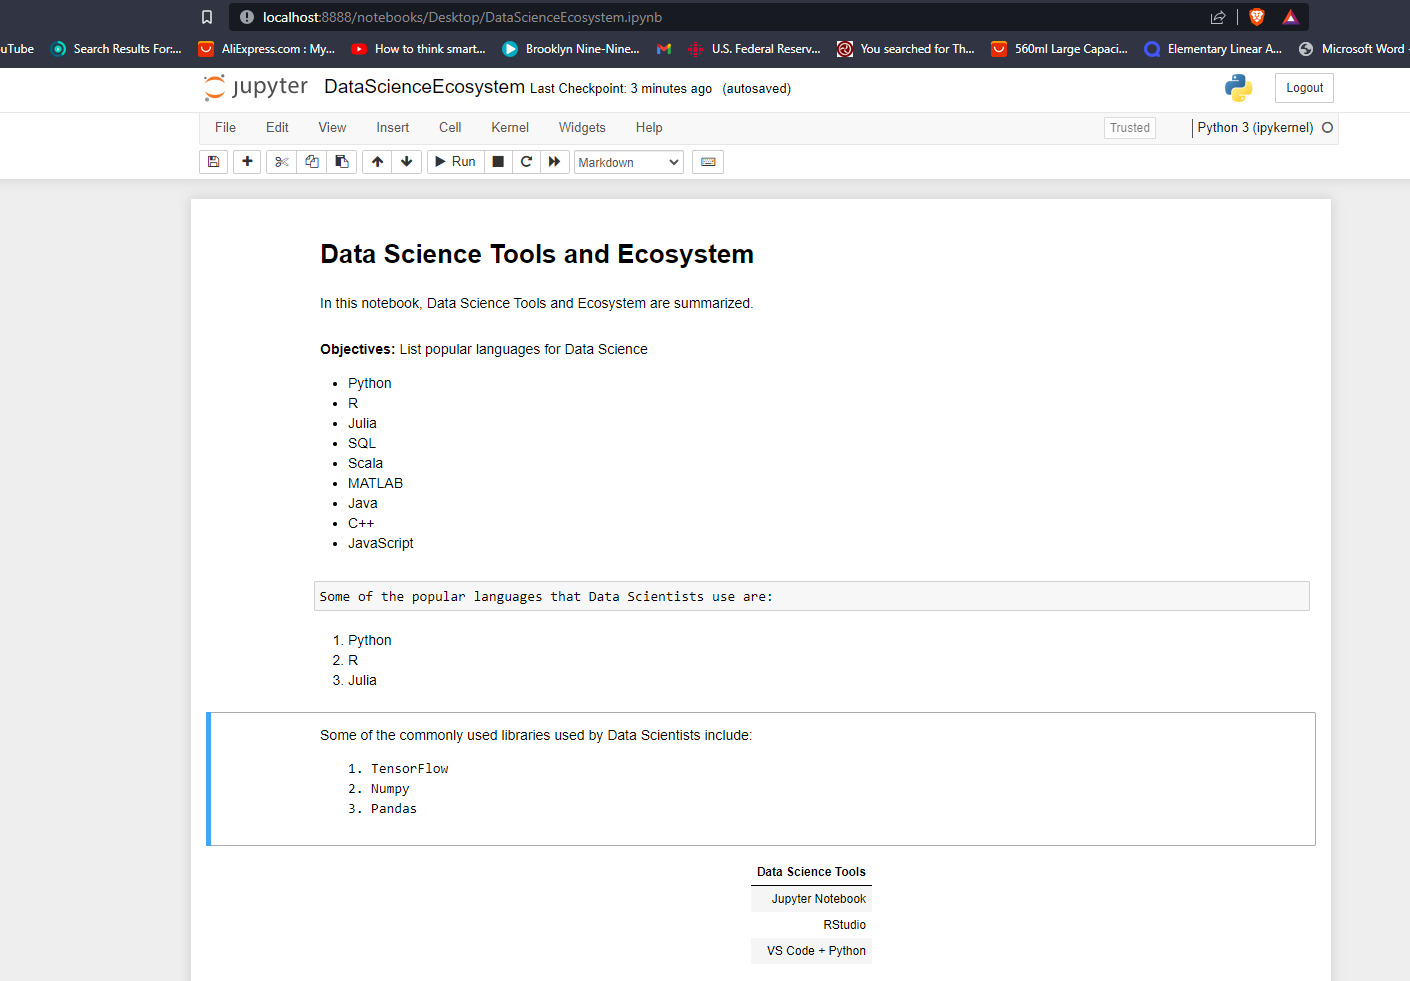 localhost:8888/notebooks/Desktop/DataScienceEcosystem.ipynb
uTube Search Results For:... AliExpress.com : My... How to think smart... Brooklyn Nine-Nine... U.S. Federal Reserv... You searched for Th... 560ml Large Capaci... Elementary Linear A... Microsoft Word
jupyter DataScienceEcosystem Last Checkpoint: 3 minutes ago (autosaved) Logout
File Edit View Insert Cell Kernel Widgets Help Trusted Python 3 (ipykernel)
Run Markdown
Data Science Tools and Ecosystem
In this notebook, Data Science Tools and Ecosystem are summarized.
Objectives: List popular languages for Data Science
• Python
• R
• Julia
• SQL
• Scala
• MATLAB
• Java
• C++
• JavaScript
Some of the popular languages that Data Scientists use are:
1. Python
2. R
3. Julia
Some of the commonly used libraries used by Data Scientists include:
1. TensorFlow
2. Numpy
3. Pandas
Data Science Tools
Jupyter Notebook
RStudio
VS Code + Python